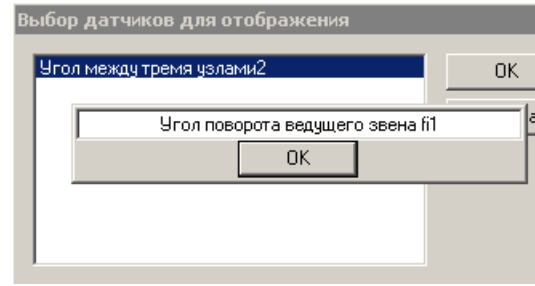 Выбор датчиков для отображения
Угол между тремя узлами2
OK
Угол поворота ведущего звена fi1
OK